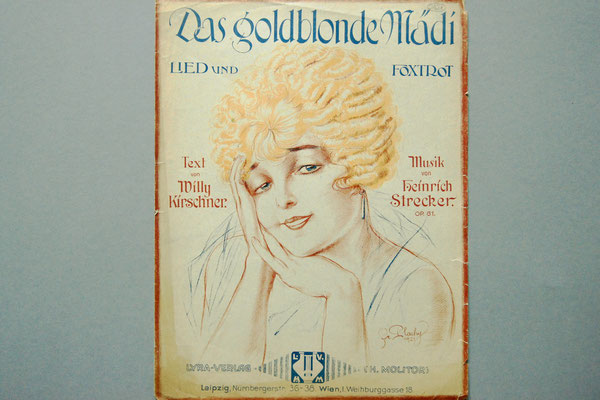 Das goldblonde Mädi
LIED UND FOXTROT
Text
von
Willy
Kirschner.
Musik
von
Heinrich
Strecker.
OP. 61.
LYRA-VERLAG
(H. MOLITOR)
L. V.
H M
Leipzig, Nürnbergerstr. 36-38. Wien, I. Weihburggasse 18.